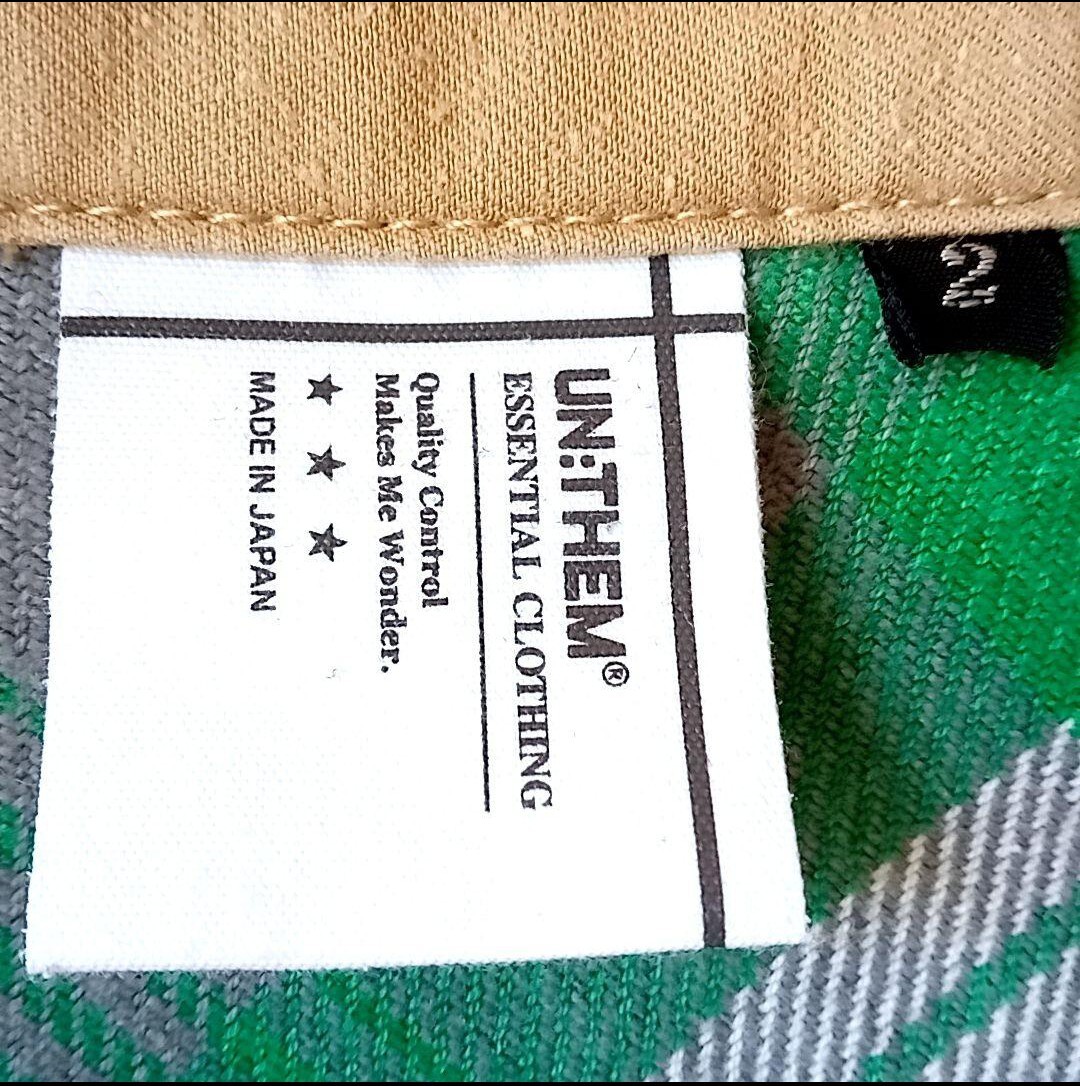 UN:THEM®
ESSENTIAL CLOTHING
Quality Control
Makes Me Wonder.
★ ★ ★
MADE IN JAPAN
2